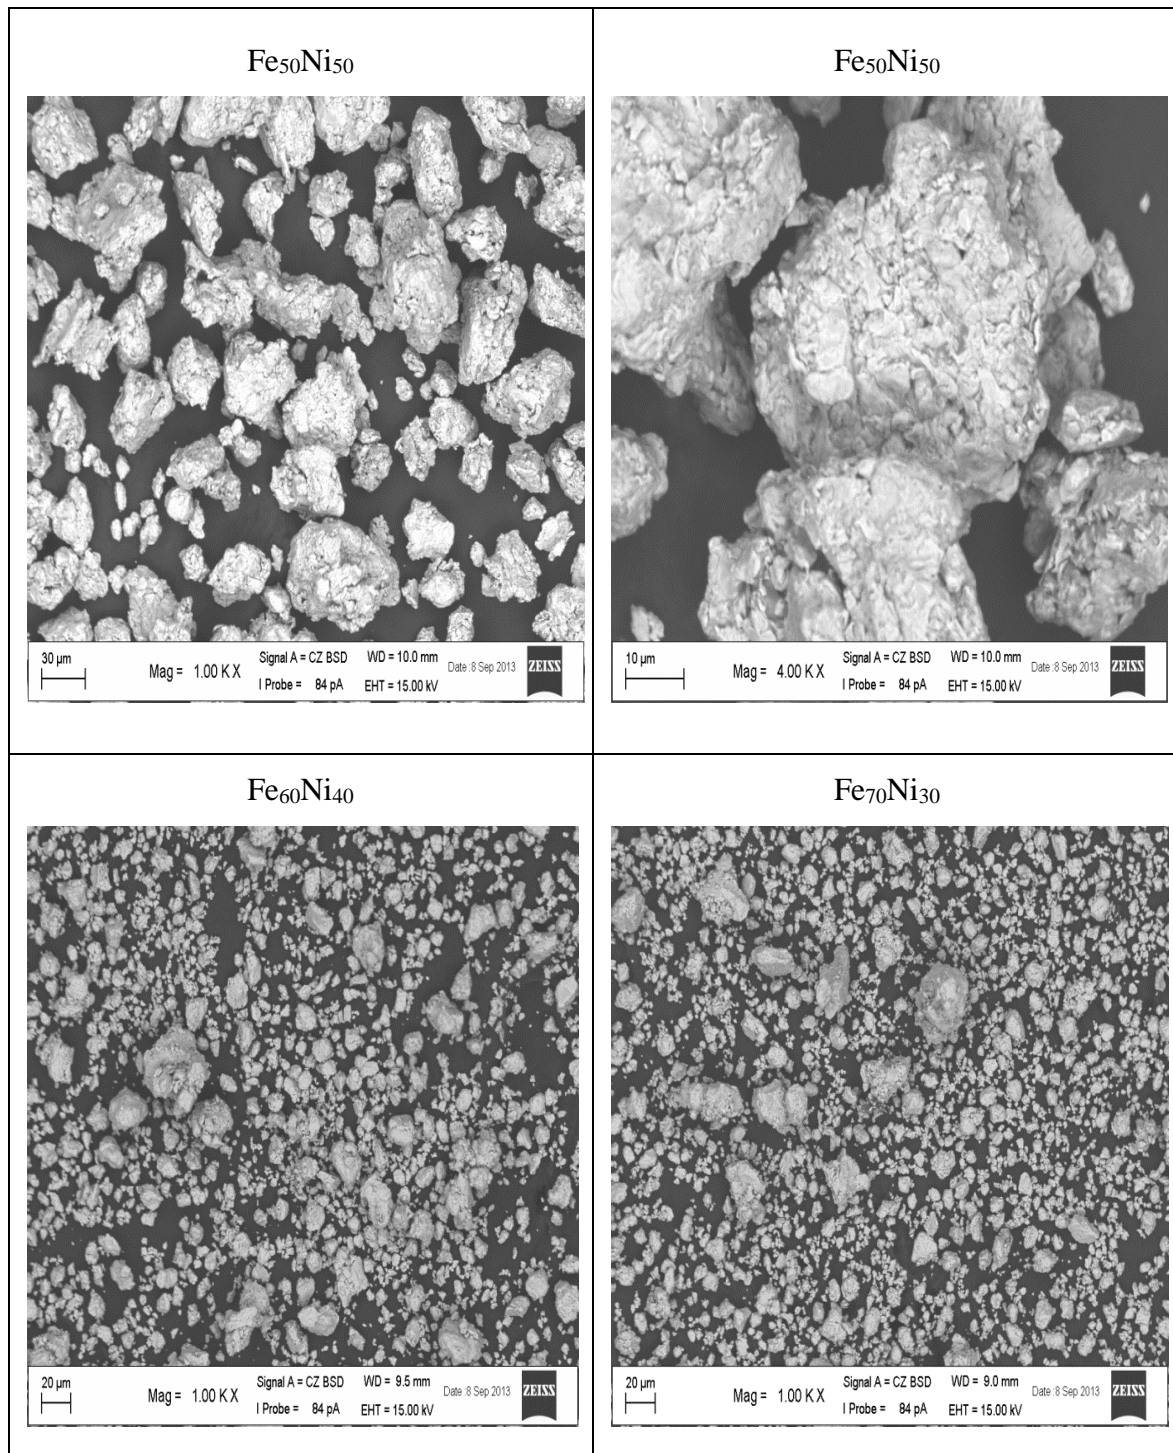 Fe₅₀Ni₅₀
Fe₅₀Ni₅₀
30 µm
Mag = 1.00 K X
Signal A = CZ BSD
WD = 10.0 mm
Date :8 Sep 2013
ZEISS
I Probe = 84 pA
EHT = 15.00 kV
10 µm
Mag = 4.00 K X
Signal A = CZ BSD
WD = 10.0 mm
Date :8 Sep 2013
ZEISS
I Probe = 84 pA
EHT = 15.00 kV
Fe₆₀Ni₄₀
Fe₇₀Ni₃₀
20 µm
Mag = 1.00 K X
Signal A = CZ BSD
WD = 9.5 mm
Date :8 Sep 2013
ZEISS
I Probe = 84 pA
EHT = 15.00 kV
20 µm
Mag = 1.00 K X
Signal A = CZ BSD
WD = 9.0 mm
Date :8 Sep 2013
ZEISS
I Probe = 84 pA
EHT = 15.00 kV